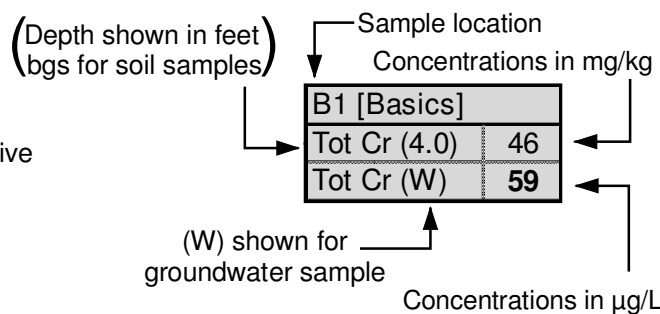 (Depth shown in feet
bgs for soil samples)
Sample location
Concentrations in mg/kg
B1 [Basics]
Tot Cr (4.0) 46
Tot Cr (W) 59
ive
(W) shown for
groundwater sample
Concentrations in µg/L